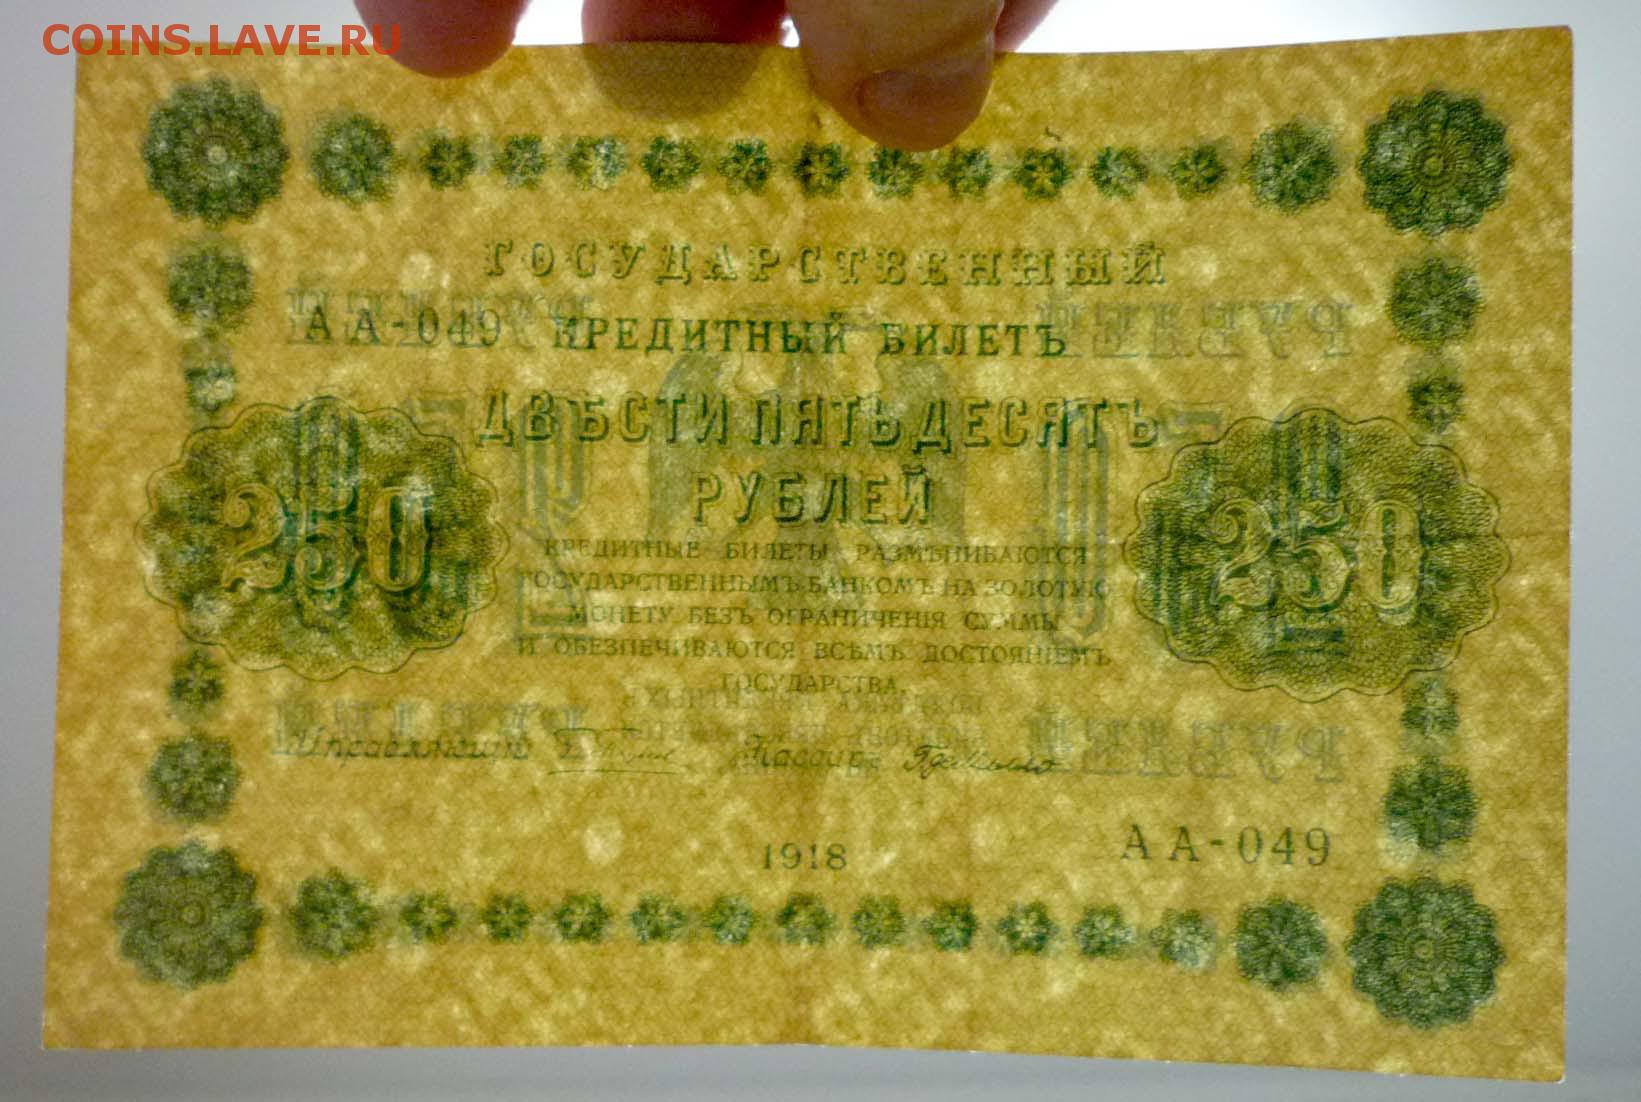 COINS.LAVE.RU
ГОСУДАРСТВЕННЫЙ
АА-049 КРЕДИТНЫЙ БИЛЕТЪ
ДВѢСТИ ПЯТЬДЕСЯТЪ
РУБЛЕЙ
250 250
КРЕДИТНЫЕ БИЛЕТЫ РАЗМѢНИВАЮТСЯ
ГОСУДАРСТВЕННЫМЪ БАНКОМЪ НА ЗОЛОТУЮ
МОНЕТУ БЕЗЪ ОГРАНИЧЕНІЯ СУММЫ
И ОБЕЗПЕЧИВАЮТСЯ ВСѢМЪ ДОСТОЯНІЕМЪ
ГОСУДАРСТВА.
Управляющій Кассиръ
1918
АА-049